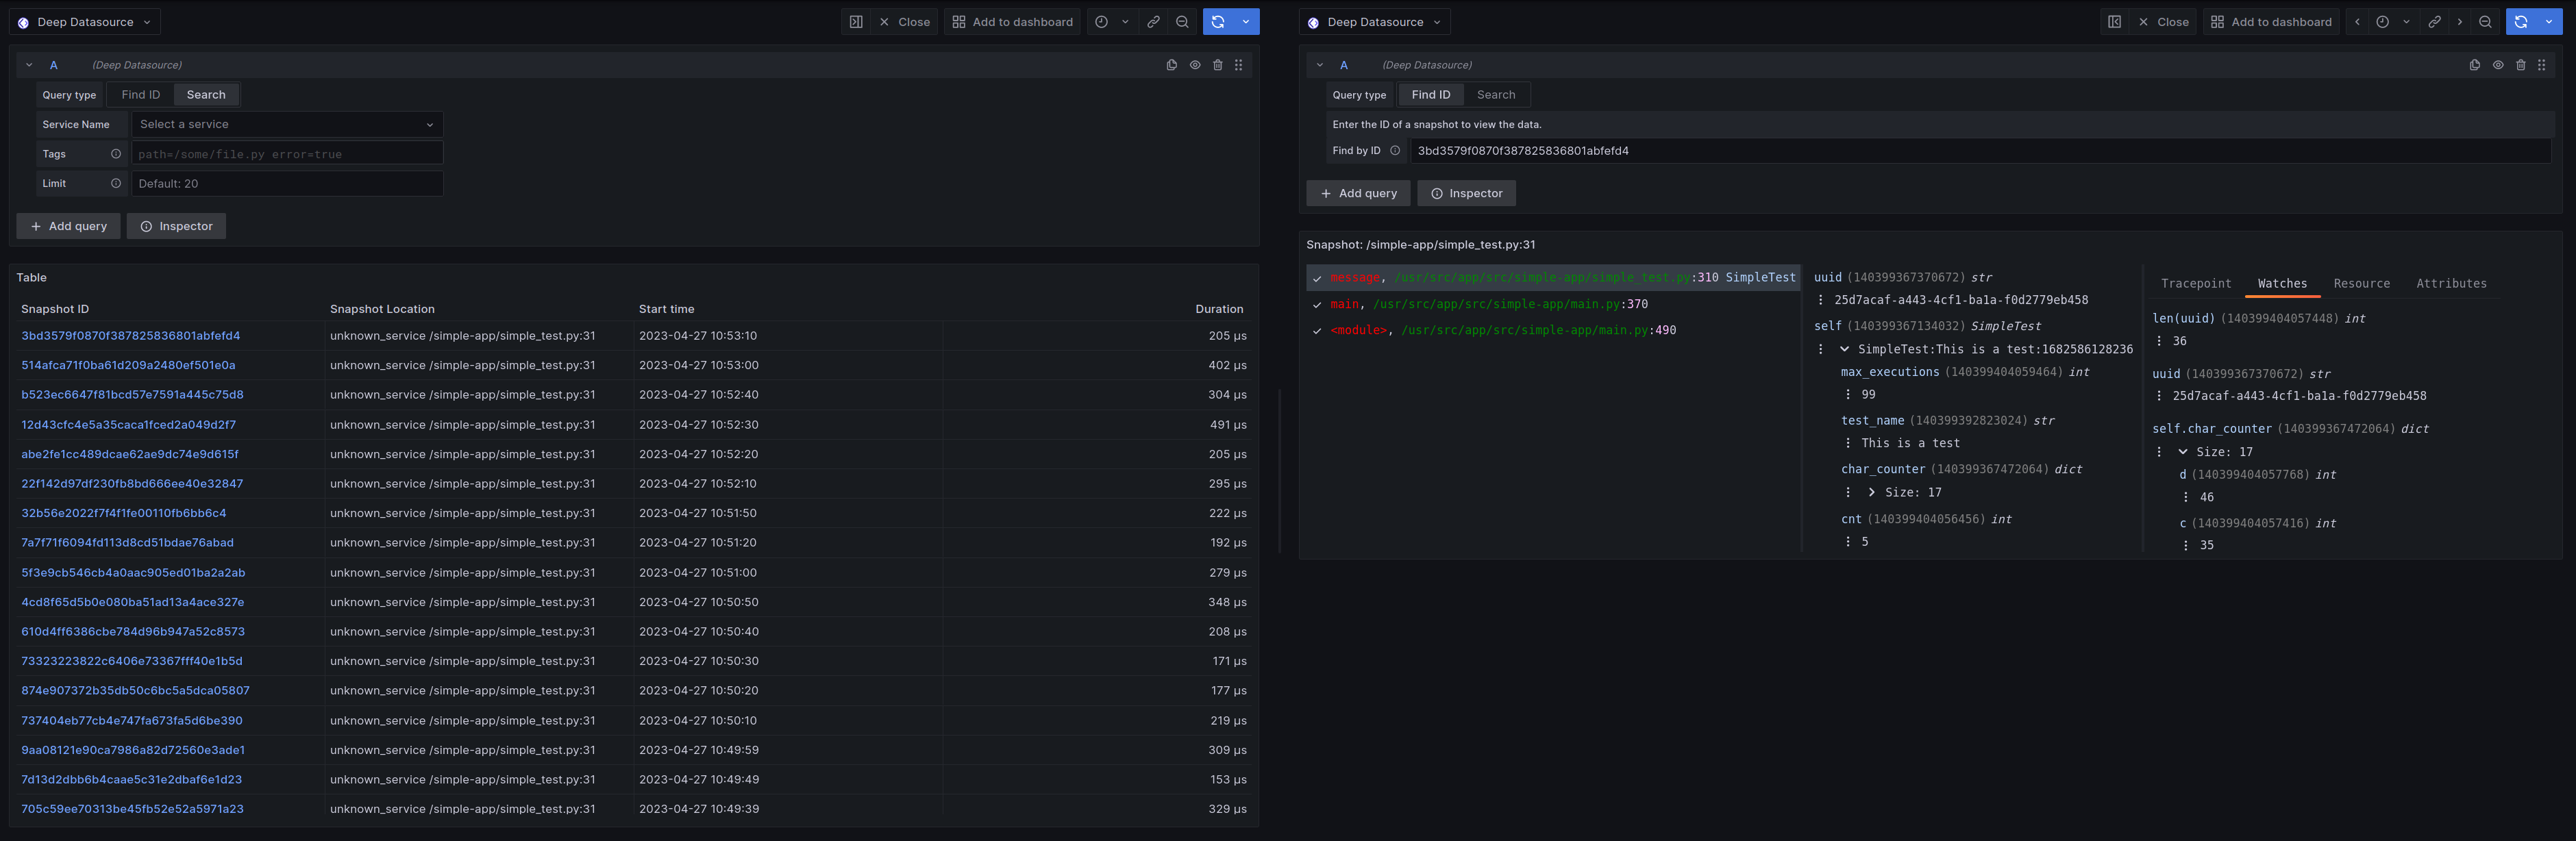 Deep Datasource
Close
Add to dashboard
A (Deep Datasource)
Query type Find ID Search
Service Name Select a service
Tags path=/some/file.py error=true
Limit Default: 20
Add query Inspector
Table
Snapshot ID Snapshot Location Start time Duration
3bd3579f0870f387825836801abfefd4 unknown_service /simple-app/simple_test.py:31 2023-04-27 10:53:10 205 µs
514afca71f0ba61d209a2480ef501e0a unknown_service /simple-app/simple_test.py:31 2023-04-27 10:53:00 402 µs
b523ec6647f81bcd57e7591a445c75d8 unknown_service /simple-app/simple_test.py:31 2023-04-27 10:52:40 304 µs
12d43cfc4e5a35caca1fced2a049d2f7 unknown_service /simple-app/simple_test.py:31 2023-04-27 10:52:30 491 µs
abe2fe1cc489dcae62ae9dc74e9d615f unknown_service /simple-app/simple_test.py:31 2023-04-27 10:52:20 205 µs
22f142d97df230fb8bd666ee40e32847 unknown_service /simple-app/simple_test.py:31 2023-04-27 10:52:10 295 µs
32b56e2022f7f4f1fe00110fb6bb6c4 unknown_service /simple-app/simple_test.py:31 2023-04-27 10:51:50 222 µs
7a7f71f6094fd113d8cd51bdae76abad unknown_service /simple-app/simple_test.py:31 2023-04-27 10:51:20 192 µs
5f3e9cb546cb4a0aac905ed01ba2a2ab unknown_service /simple-app/simple_test.py:31 2023-04-27 10:51:00 279 µs
4cd8f65d5b0e080ba51ad13a4ace327e unknown_service /simple-app/simple_test.py:31 2023-04-27 10:50:50 348 µs
610d4ff6386cbe784d96b947a52c8573 unknown_service /simple-app/simple_test.py:31 2023-04-27 10:50:40 208 µs
73323223822c6406e73367fff40e1b5d unknown_service /simple-app/simple_test.py:31 2023-04-27 10:50:30 171 µs
874e907372b35db50c6bc5a5dca05807 unknown_service /simple-app/simple_test.py:31 2023-04-27 10:50:20 177 µs
737404eb77cb4e747fa673fa5d6be390 unknown_service /simple-app/simple_test.py:31 2023-04-27 10:50:10 219 µs
9aa08121e90ca7986a82d72560e3ade1 unknown_service /simple-app/simple_test.py:31 2023-04-27 10:49:59 309 µs
7d13d2dbb6b4caae5c31e2dbaf6e1d23 unknown_service /simple-app/simple_test.py:31 2023-04-27 10:49:49 153 µs
705c59ee70313be45fb52e52a5971a23 unknown_service /simple-app/simple_test.py:31 2023-04-27 10:49:39 329 µs
Deep Datasource
Close
Add to dashboard
A (Deep Datasource)
Query type Find ID Search
Enter the ID of a snapshot to view the data.
Find by ID 3bd3579f0870f387825836801abfefd4
Add query Inspector
Snapshot: /simple-app/simple_test.py:31
message, /usr/src/app/src/simple-app/simple_test.py:310 SimpleTest
main, /usr/src/app/src/simple-app/main.py:370
<module>, /usr/src/app/src/simple-app/main.py:490
uuid (140399367370672) str
25d7acaf-a443-4cf1-ba1a-f0d2779eb458
self (140399367134032) SimpleTest
SimpleTest:This is a test:1682586128236
max_executions (140399404059464) int
99
test_name (140399392823024) str
This is a test
char_counter (140399367472064) dict
Size: 17
cnt (140399404056456) int
5
Tracepoint Watches Resource Attributes
len(uuid) (140399404057448) int
36
uuid (140399367370672) str
25d7acaf-a443-4cf1-ba1a-f0d2779eb458
self.char_counter (140399367472064) dict
Size: 17
d (140399404057768) int
46
c (140399404057416) int
35